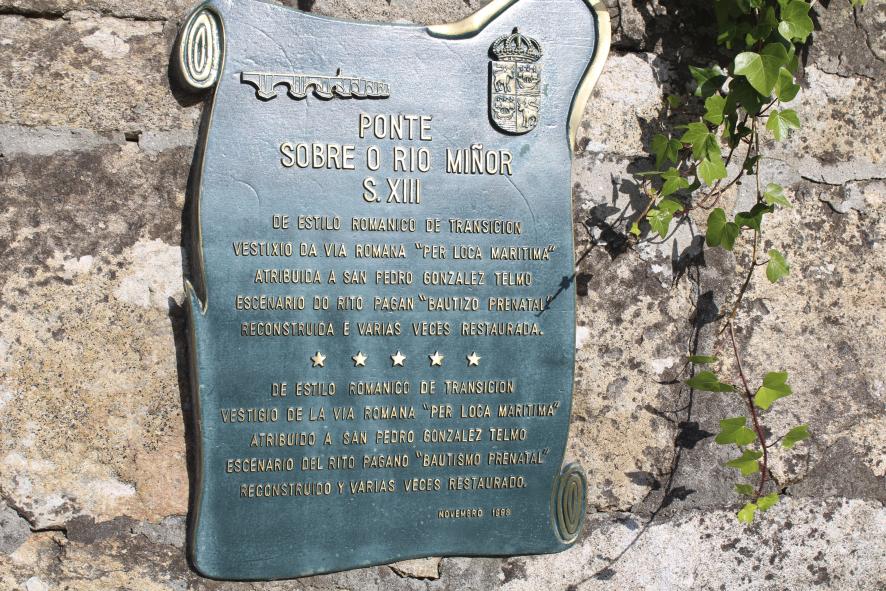 PONTE
SOBRE O RIO MIÑOR
S. XIII
DE ESTILO ROMANICO DE TRANSICION
VESTIXIO DA VIA ROMANA "PER LOCA MARITIMA"
ATRIBUIDA A SAN PEDRO GONZALEZ TELMO
ESCENARIO DO RITO PAGAN "BAUTIZO PRENATAL"
RECONSTRUIDA E VARIAS VECES RESTAURADA.
DE ESTILO ROMANICO DE TRANSICION
VESTIGIO DE LA VIA ROMANA "PER LOCA MARITIMA"
ATRIBUIDO A SAN PEDRO GONZALEZ TELMO
ESCENARIO DEL RITO PAGANO "BAUTISMO PRENATAL"
RECONSTRUIDO Y VARIAS VECES RESTAURADO.
NOVEMBRO